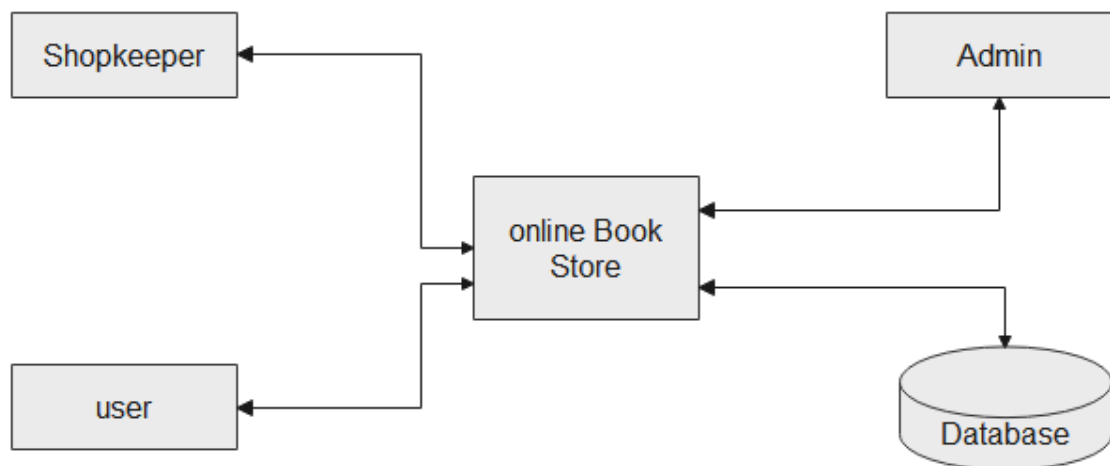 Shopkeeper
Admin
online Book
Store
user
Database